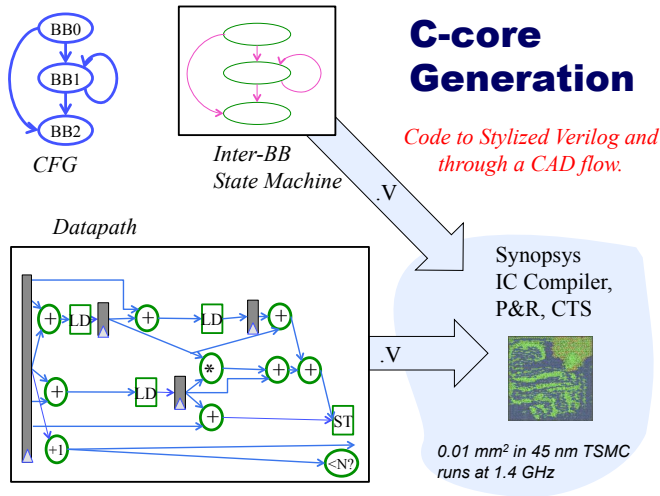 C-core
Generation
Code to Stylized Verilog and
through a CAD flow.
BB0
BB1
BB2
CFG
Inter-BB
State Machine
.V
Datapath
+
LD
+
LD
+
*
+
+
+
LD
+
ST
+1
<N?
.V
Synopsys
IC Compiler,
P&R, CTS
0.01 mm² in 45 nm TSMC
runs at 1.4 GHz